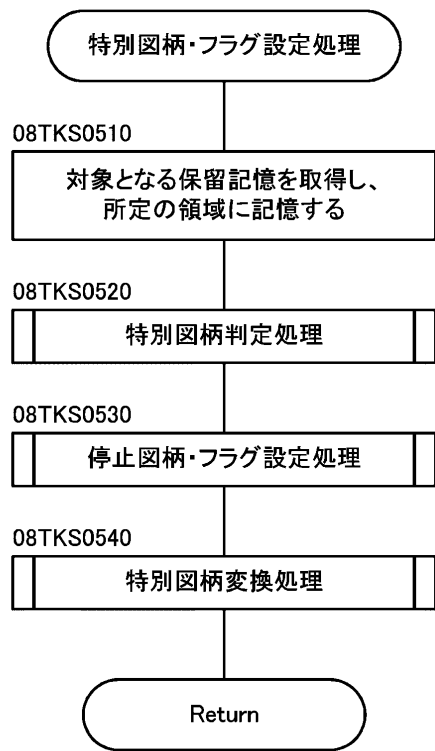 特別図柄・フラグ設定処理
08TKS0510
対象となる保留記憶を取得し、
所定の領域に記憶する
08TKS0520
特別図柄判定処理
08TKS0530
停止図柄・フラグ設定処理
08TKS0540
特別図柄変換処理
Return